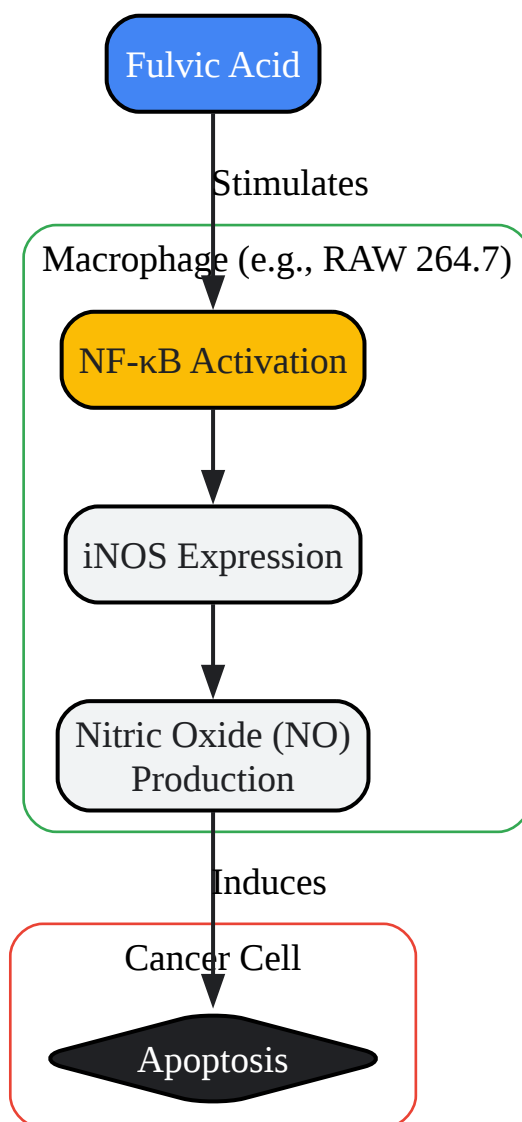 Fulvic Acid
Stimulates
Macrophage (e.g., RAW 264.7)
NF-κB Activation
iNOS Expression
Nitric Oxide (NO)
Production
Induces
Cancer Cell
Apoptosis